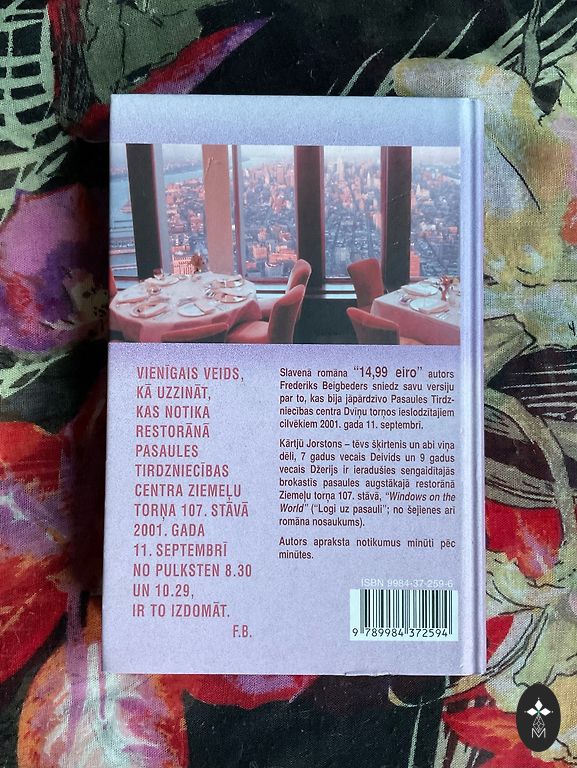 VIENĪGAIS VEIDS,
KĀ UZZINĀT,
KAS NOTIKA
RESTORĀNĀ
PASAULES
TIRDZNIECĪBAS
CENTRA ZIEMEĻU
TORŅA 107. STĀVĀ
2001. GADA
11. SEPTEMBRĪ
NO PULKSTEN 8.30
UN 10.29,
IR TO IZDOMĀT.
F.B.
Slavenā romāna “14,99 eiro” autors
Frederiks Beigbeders sniedz savu versiju
par to, kas bija jāpārdzīvo Pasaules Tirdz-
niecības centra Dvīņu torņos ieslodzītajiem
cilvēkiem 2001. gada 11. septembrī.
Kārtjū Jorstons – tēvs šķirtenis un abi viņa
dēli, 7 gadus vecais Deivids un 9 gadus
vecais Džerijs ir ieradušies sengaidītajās
brokastīs pasaules augstākajā restorānā
Ziemeļu torņa 107. stāvā, “Windows on the
World” (“Logi uz pasauli”; no šejienes arī
romāna nosaukums).
Autors apraksta notikumus minūti pēc
minūtes.
ISBN 9984-37-259-6
9 789984 372594
M